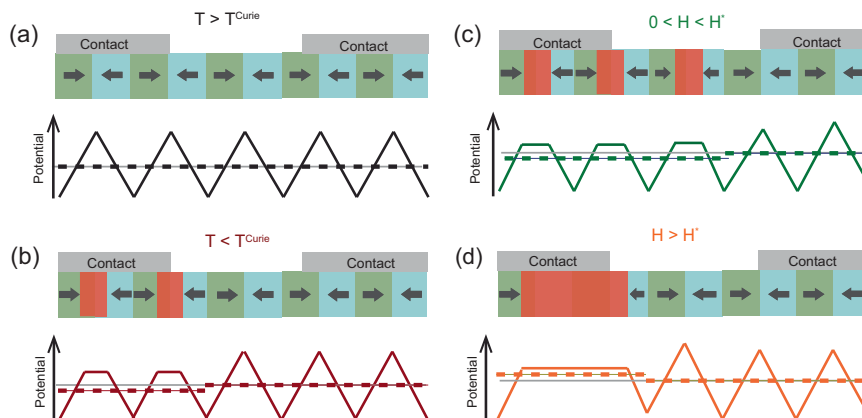 (a)
T > T^Curie
Contact
Contact
Potential
(b)
T < T^Curie
Contact
Contact
Potential
(c)
0 < H < H*
Contact
Contact
Potential
(d)
H > H*
Contact
Contact
Potential